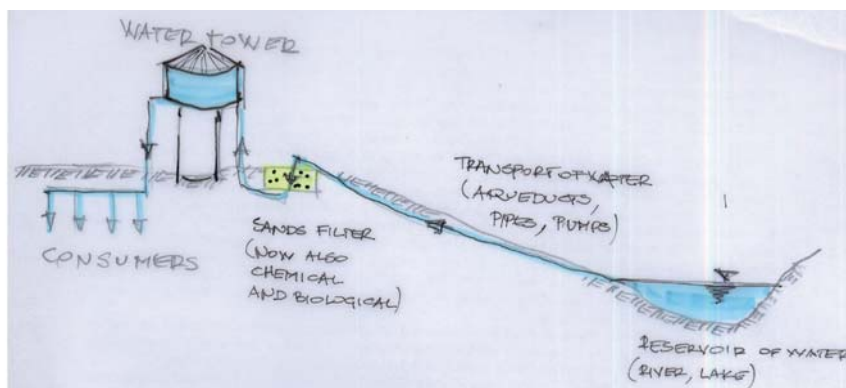 WATER TOWER
TRANSPORT OF WATER
(AQUEDUCTS,
PIPES, PUMPS)
SANDS FILTER
(NOW ALSO
CHEMICAL
AND BIOLOGICAL)
CONSUMERS
RESERVOIR OF WATER
(RIVER, LAKE)